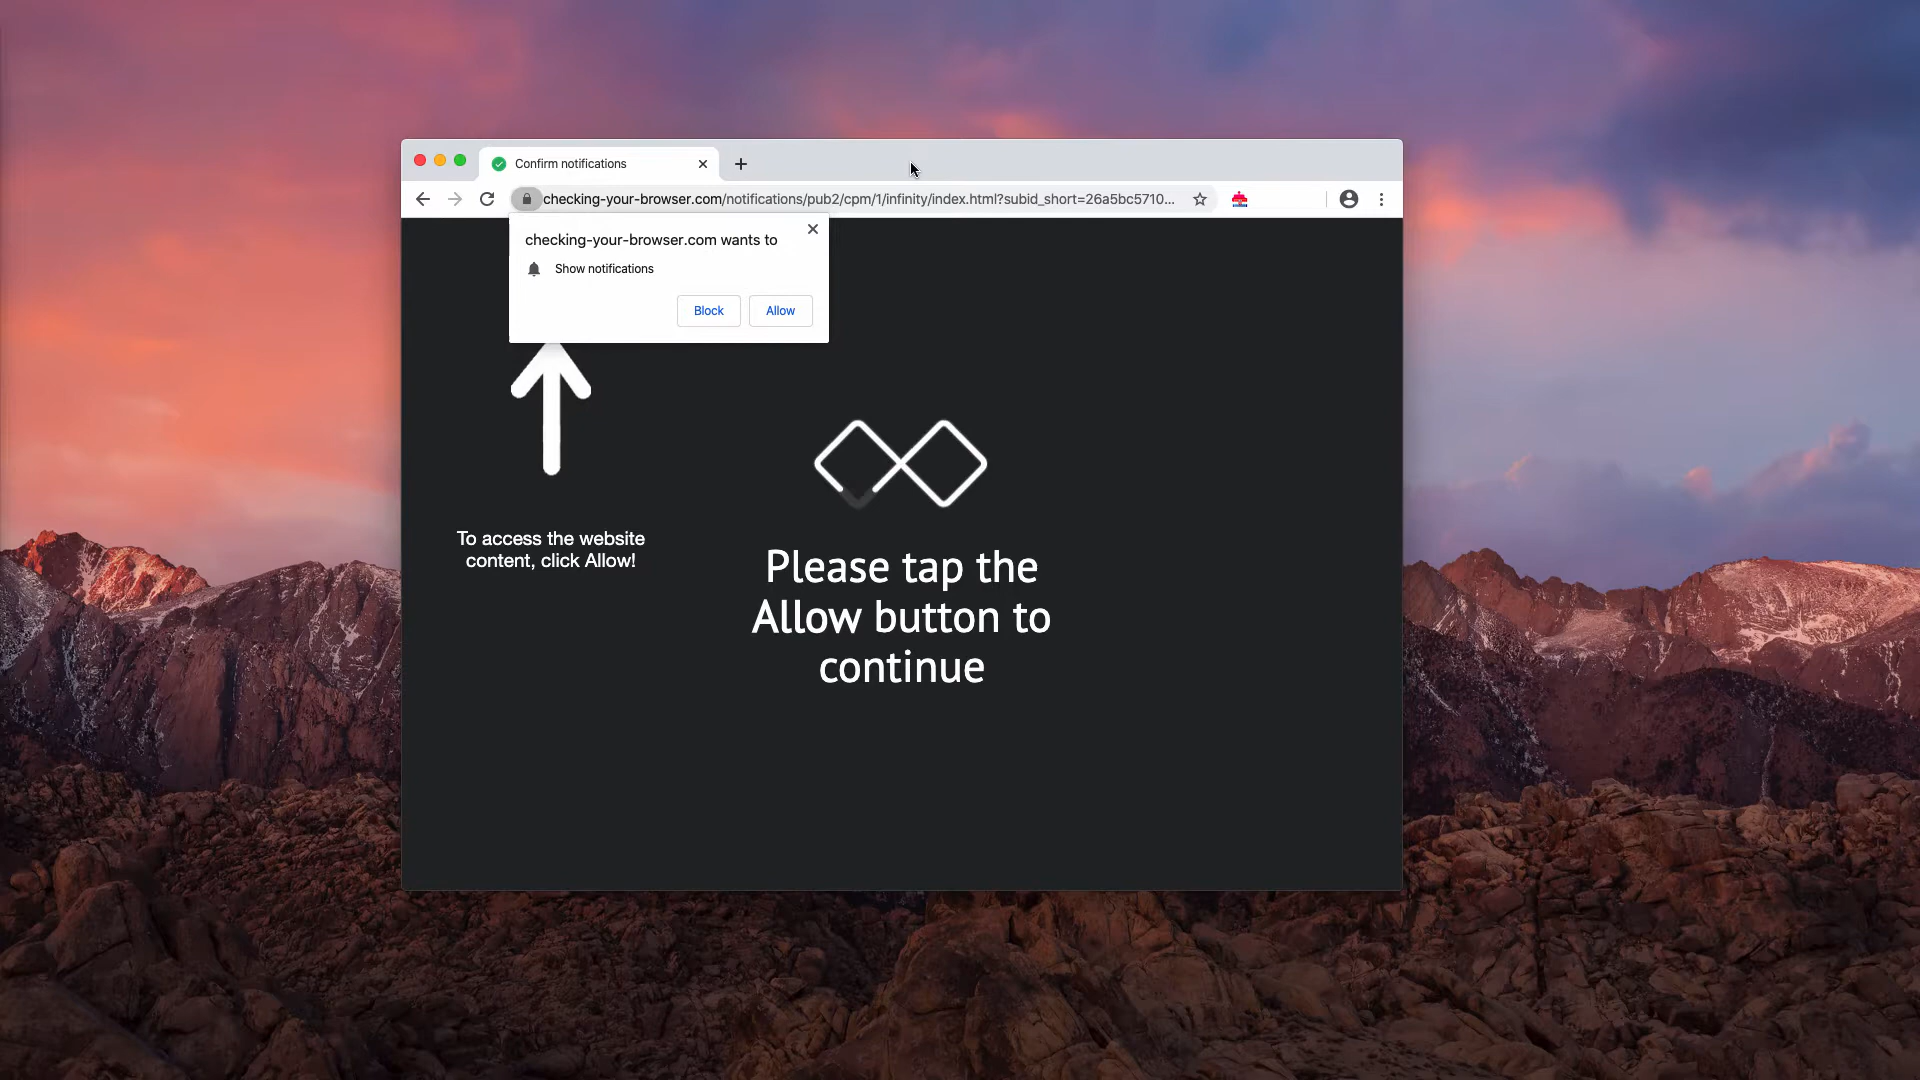 Confirm notifications
checking-your-browser.com/notifications/pub2/cpm/1/infinity/index.html?subid_short=26a5bc5710...
checking-your-browser.com wants to
Show notifications
Block
Allow
To access the website
content, click Allow!
Please tap the
Allow button to
continue